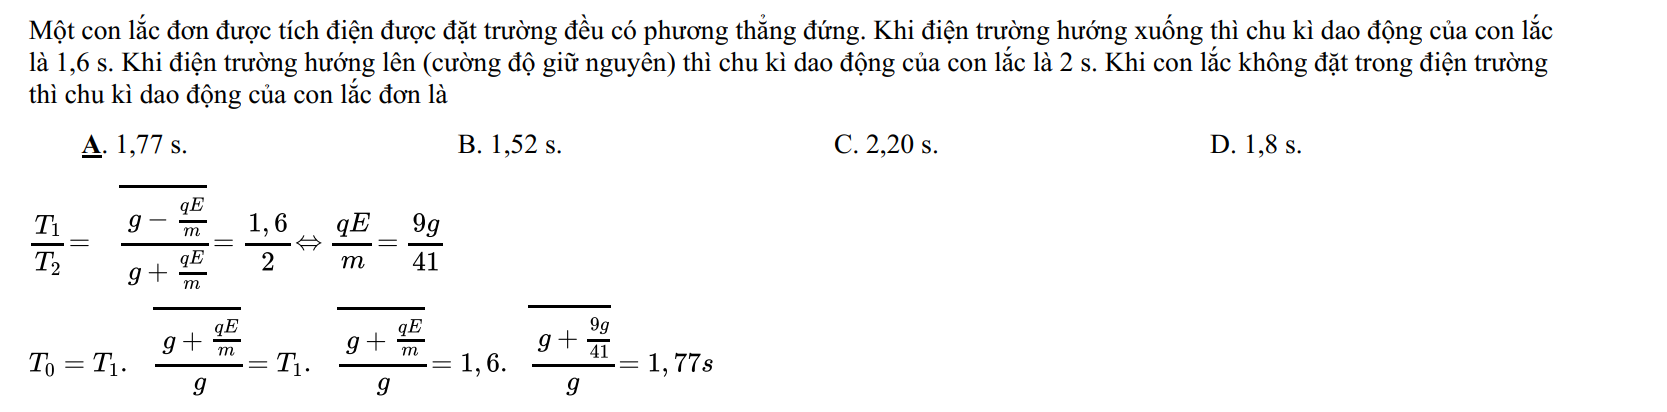 Một con lắc đơn được tích điện được đặt trường đều có phương thẳng đứng. Khi điện trường hướng xuống thì chu kì dao động của con lắc
là 1,6 s. Khi điện trường hướng lên (cường độ giữ nguyên) thì chu kì dao động của con lắc là 2 s. Khi con lắc không đặt trong điện trường
thì chu kì dao động của con lắc đơn là
A. 1,77 s. B. 1,52 s. C. 2,20 s. D. 1,8 s.
\frac{T_1}{T_2} = \overline{\frac{g - \frac{qE}{m}}{g + \frac{qE}{m}}} = \frac{1,6}{2} ⇔ \frac{qE}{m} = \frac{9g}{41}
T_0 = T_1. \overline{\frac{g + \frac{qE}{m}}{g}} = T_1. \overline{\frac{g + \frac{qE}{m}}{g}} = 1,6. \overline{\frac{g + \frac{9g}{41}}{g}} = 1,77s